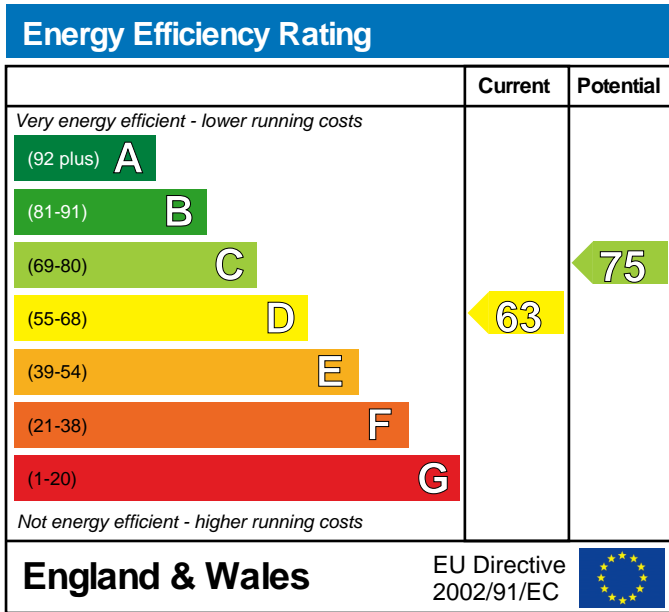 Energy Efficiency Rating
Current Potential
Very energy efficient - lower running costs
(92 plus) A
(81-91) B
(69-80) C
75
(55-68) D
63
(39-54) E
(21-38) F
(1-20) G
Not energy efficient - higher running costs
England & Wales
EU Directive
2002/91/EC